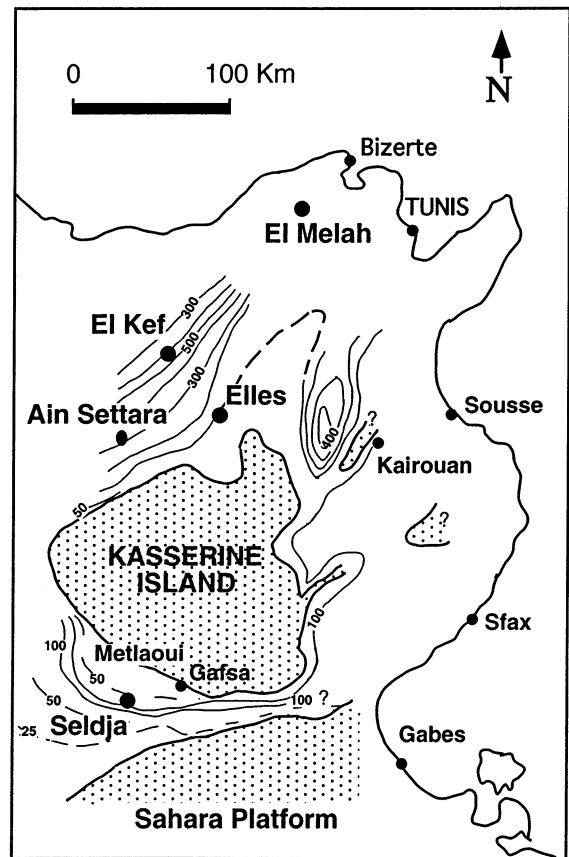 0 100 Km
N
Bizerte
TUNIS
El Melah
300
El Kef
500
300
Elles
Ain Settara
Sousse
?
400
Kairouan
50
?
KASSERINE
ISLAND
100
Sfax
100
Metlaoui
50
Gafsa
50
100 ?
Seldja
25
Gabes
Sahara Platform